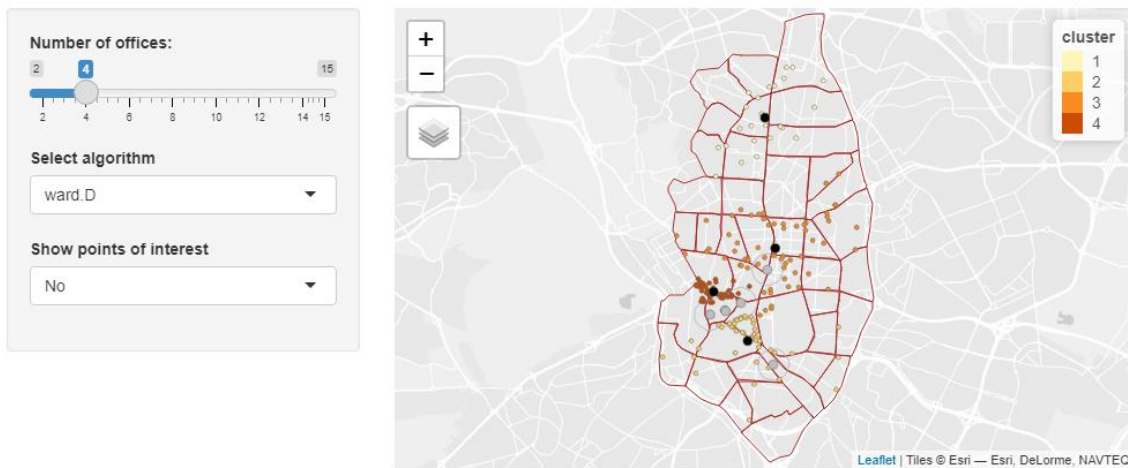 Number of offices:
2 4 15
2 4 6 8 10 12 14 15
Select algorithm
ward.D
Show points of interest
No
+
−
cluster
1
2
3
4
Leaflet | Tiles © Esri — Esri, DeLorme, NAVTEQ